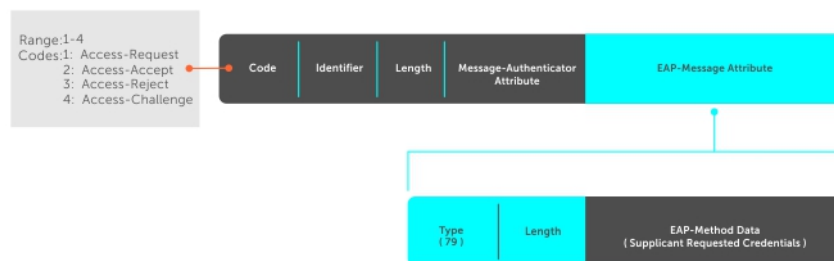 Range:1-4
Codes:1: Access-Request
2: Access-Accept
3: Access-Reject
4: Access-Challenge
Code
Identifier
Length
Message-Authenticator
Attribute
EAP-Message Attribute
Type
( 79 )
Length
EAP-Method Data
( Supplicant Requested Credentials )